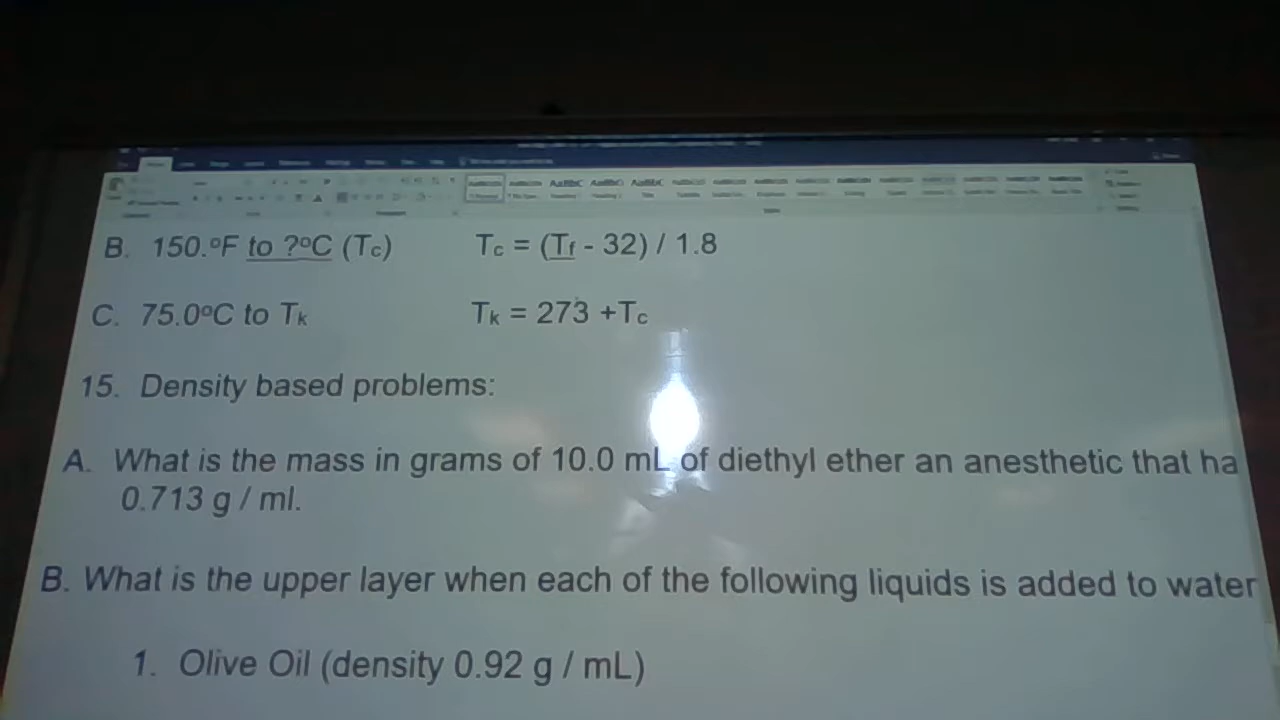 B. 150.ºF to ?ºC (Tc) Tc = (Tf - 32) / 1.8
C. 75.0ºC to Tk Tk = 273 +Tc
15. Density based problems:
A. What is the mass in grams of 10.0 mL of diethyl ether an anesthetic that ha
0.713 g / ml.
B. What is the upper layer when each of the following liquids is added to water
1. Olive Oil (density 0.92 g / mL)